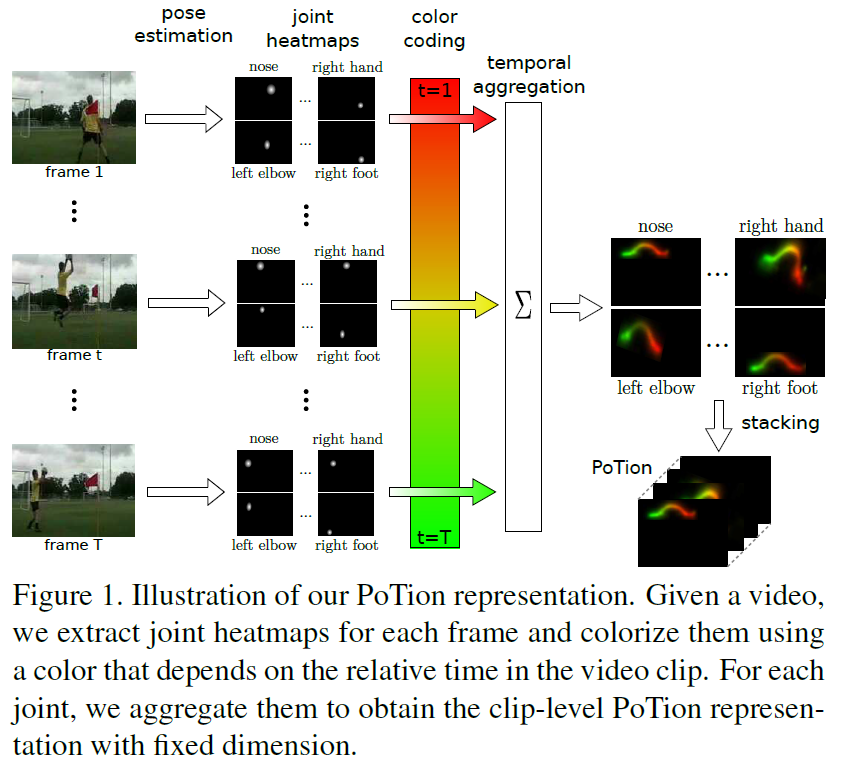 pose
estimation
joint
heatmaps
color
coding
temporal
aggregation
nose
right hand
...
...
left elbow
right foot
frame 1
t=1
nose
right hand
...
...
left elbow
right foot
frame t
nose
right hand
...
...
left elbow
right foot
frame T
t=T
Σ
nose
right hand
...
...
left elbow
right foot
stacking
PoTion
Figure 1. Illustration of our PoTion representation. Given a video,
we extract joint heatmaps for each frame and colorize them using
a color that depends on the relative time in the video clip. For each
joint, we aggregate them to obtain the clip-level PoTion represen-
tation with fixed dimension.